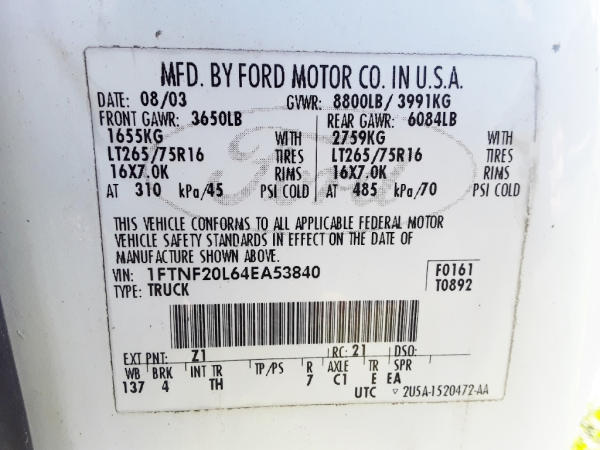 MFD. BY FORD MOTOR CO. IN U.S.A.
DATE: 08/03 GVWR: 8800LB/ 3991KG
FRONT GAWR: 3650LB REAR GAWR: 6084LB
1655KG WITH 2759KG WITH
LT265/75R16 TIRES LT265/75R16 TIRES
16X7.0K RIMS 16X7.0K RIMS
AT 310 kPa/45 PSI COLD AT 485 kPa/70 PSI COLD
THIS VEHICLE CONFORMS TO ALL APPLICABLE FEDERAL MOTOR
VEHICLE SAFETY STANDARDS IN EFFECT ON THE DATE OF
MANUFACTURE SHOWN ABOVE.
VIN: 1FTNF20L64EA53840 F0161
TYPE: TRUCK T0892
EXT PNT: Z1 RC: 21 DSO:
WB BRK INT TR TP/PS R AXLE TR SPR
137 4 TH 7 C1 E EA
UTC ▽ 2U5A-1520472-AA
Ford